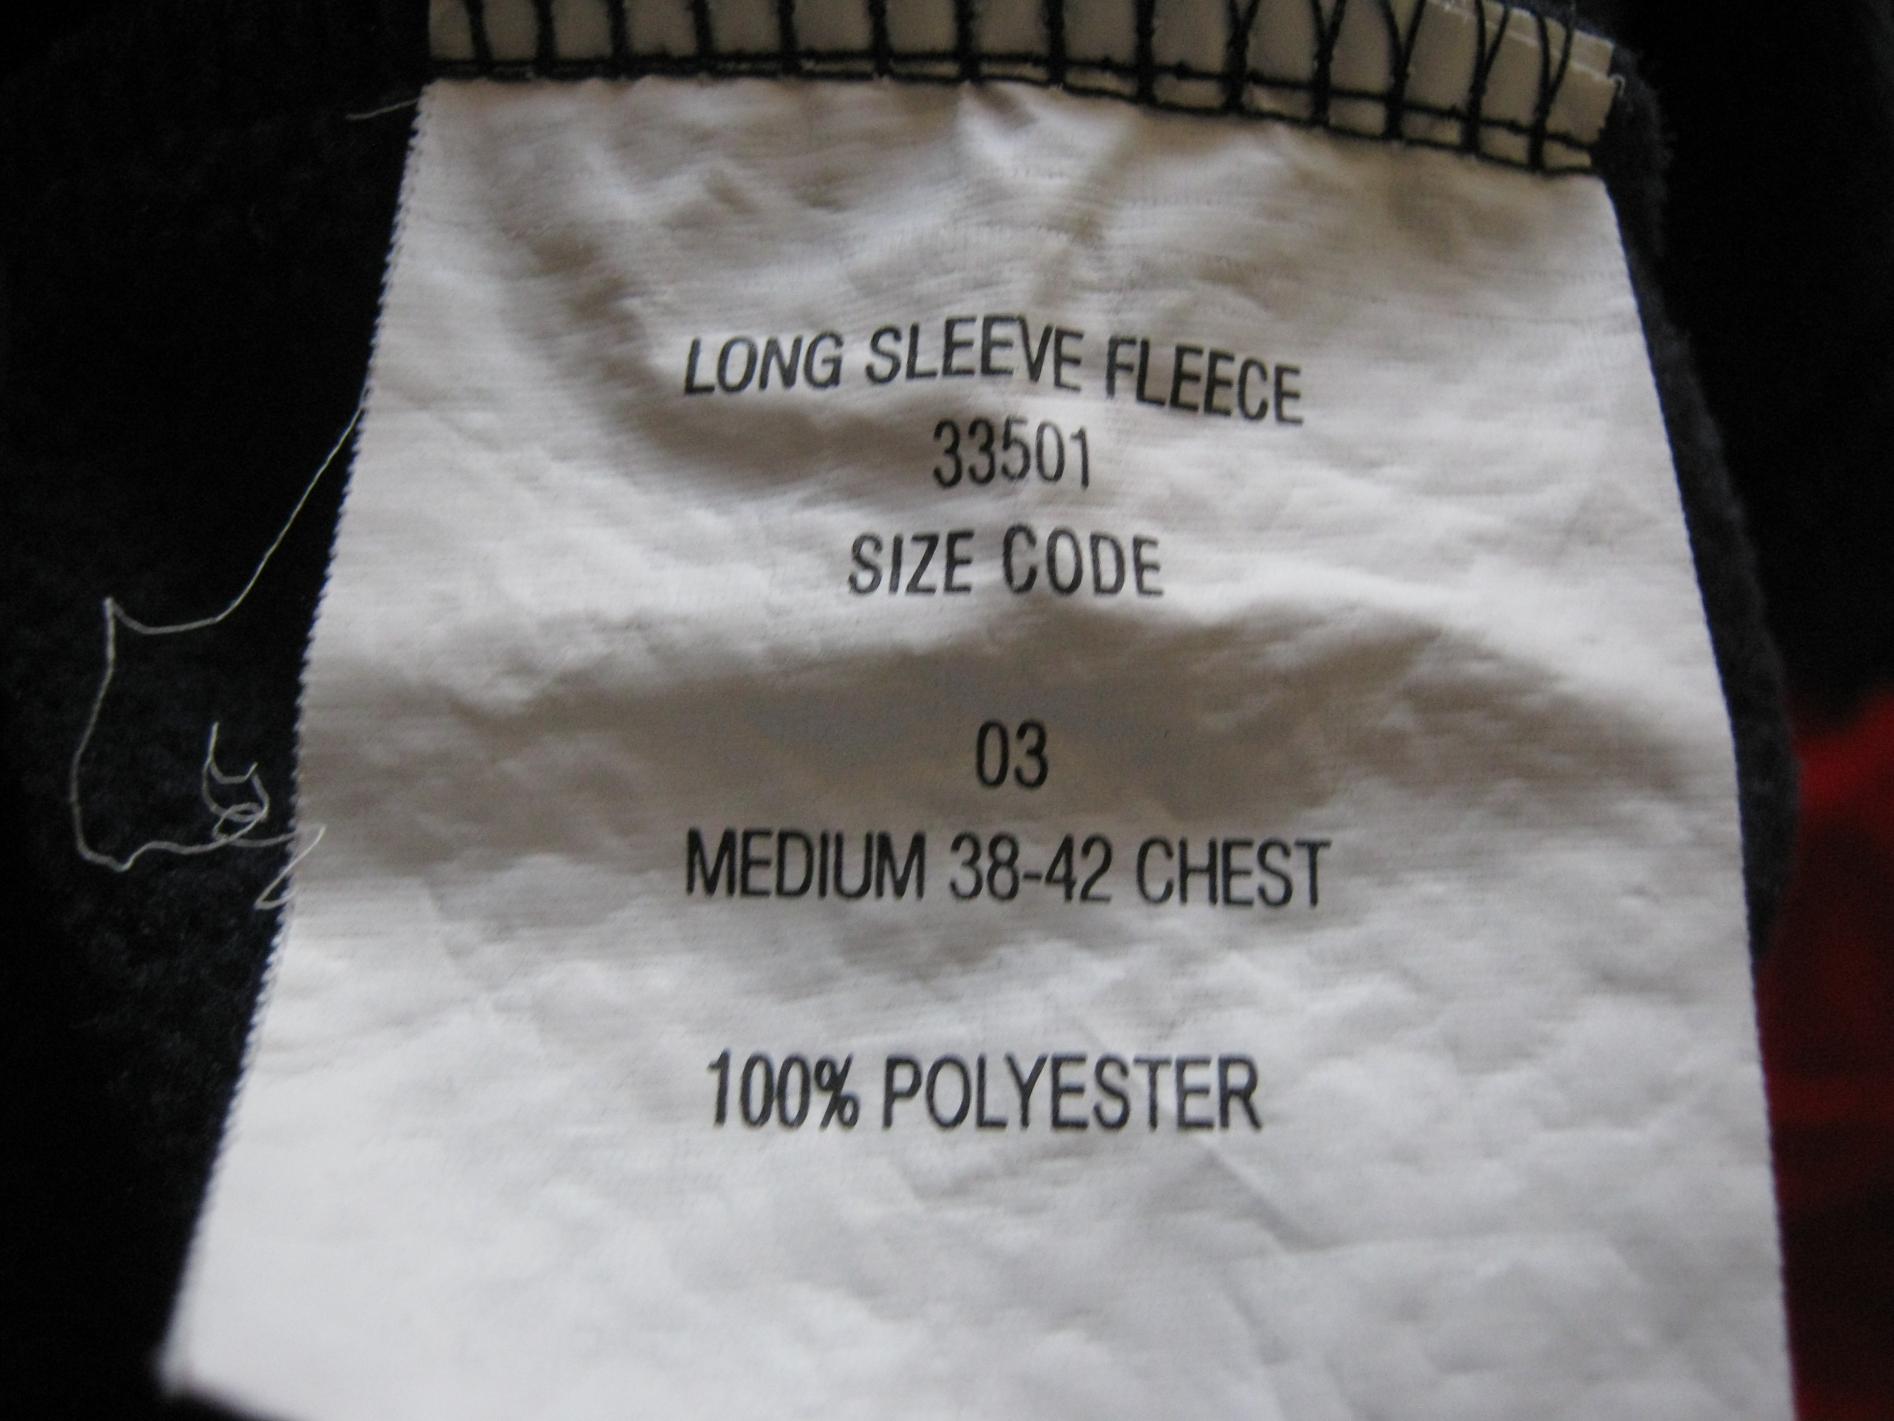 LONG SLEEVE FLEECE
33501
SIZE CODE
03
MEDIUM 38-42 CHEST
100% POLYESTER